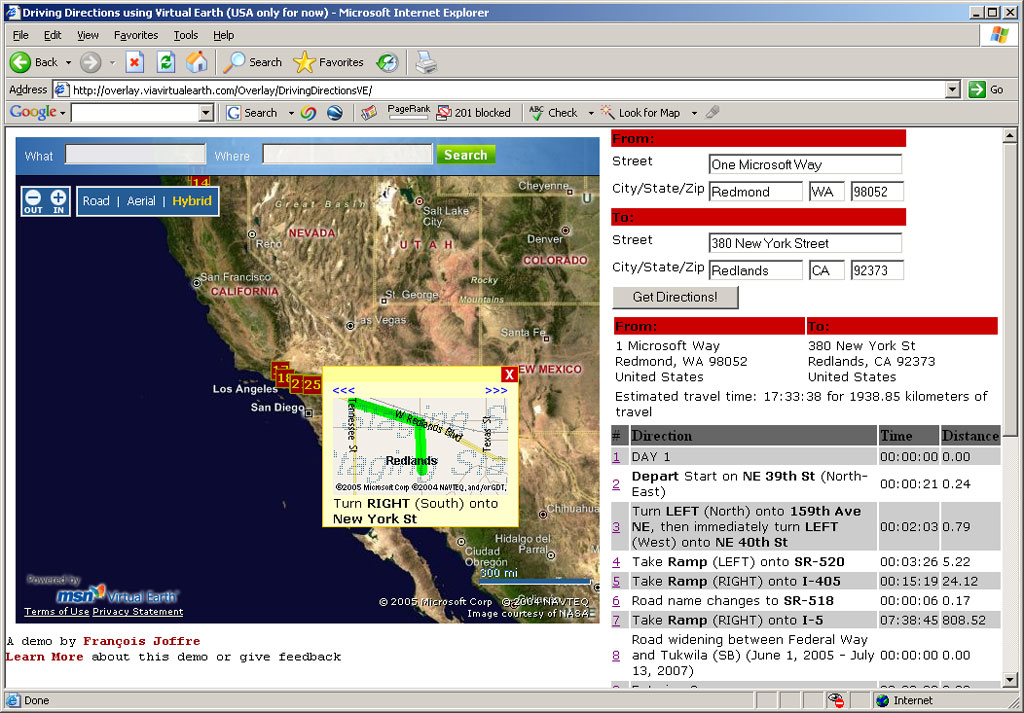 Driving Directions using Virtual Earth (USA only for now) - Microsoft Internet Explorer
File Edit View Favorites Tools Help
Back Search Favorites
Address http://overlay.viavirtualearth.com/Overlay/DrivingDirectionsVE/ Go
Google Search PageRank 201 blocked ABC Check Look for Map
What Where Search
OUT IN Road | Aerial | Hybrid
14
Cheyenne
U
Great Basin
Salt Lake
City
Reno
NEVADA
UTAH
Denver
COLORADO
San Francisco
CALIFORNIA
Rocky
Mountains
St. George
Las Vegas
Santa Fe
EW MEXICO
25
Los Angeles
San Diego
X
<<< >>>
Tennessee St
W Redlands Blvd
Texas St
Redlands
©2005 Microsoft Corp ©2004 NAVTEQ, and/or GDT,
Turn RIGHT (South) onto
New York St
Chihuahua
Hidalgo del
Parral
Ciudad
Obregón
300 mi
Powered by
msn Virtual Earth
Terms of Use Privacy Statement
© 2005 Microsoft Corp © 2004 NAVTEQ
Image courtesy of NASA
A demo by François Joffre
Learn More about this demo or give feedback
From:
Street One Microsoft Way
City/State/Zip Redmond WA 98052
To:
Street 380 New York Street
City/State/Zip Redlands CA 92373
Get Directions!
From: To:
1 Microsoft Way 380 New York St
Redmond, WA 98052 Redlands, CA 92373
United States United States
Estimated travel time: 17:33:38 for 1938.85 kilometers of
travel
# Direction Time Distance
1 DAY 1 00:00:00 0.00
2 Depart Start on NE 39th St (North-
East) 00:00:21 0.24
3 Turn LEFT (North) onto 159th Ave
NE, then immediately turn LEFT 00:02:03 0.79
(West) onto NE 40th St
4 Take Ramp (LEFT) onto SR-520 00:03:26 5.22
5 Take Ramp (RIGHT) onto I-405 00:15:19 24.12
6 Road name changes to SR-518 00:00:06 0.17
7 Take Ramp (RIGHT) onto I-5 07:38:45 808.52
8 Road widening between Federal Way
and Tukwila (SB) (June 1, 2005 - July 00:00:00 0.00
13, 2007)
Done Internet